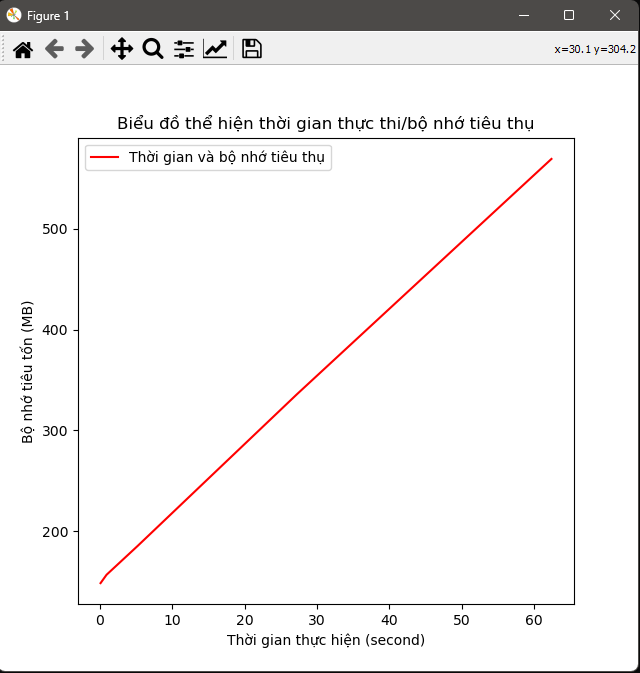 Figure 1
x=30.1 y=304.2
Biểu đồ thể hiện thời gian thực thi/bộ nhớ tiêu thụ
Thời gian và bộ nhớ tiêu thụ
500
400
300
200
Bộ nhớ tiêu tốn (MB)
0 10 20 30 40 50 60
Thời gian thực hiện (second)